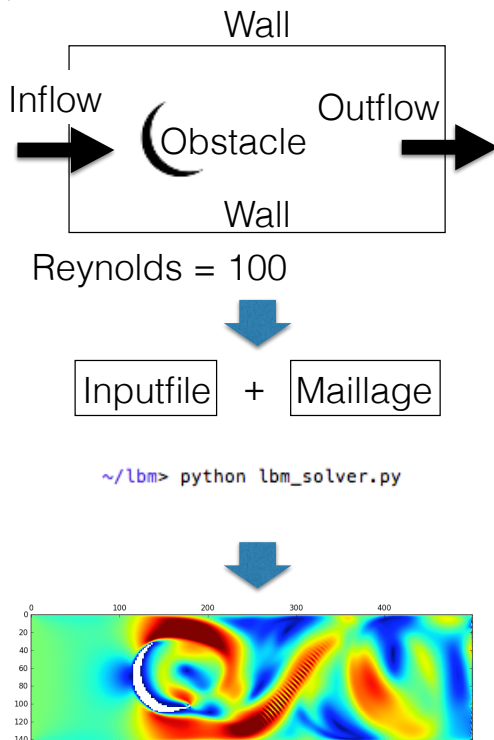 Wall
Inflow
Outflow
Obstacle
Wall
Reynolds = 100
Inputfile + Maillage
~/lbm> python lbm_solver.py
0 100 200 300 400
0
20
40
60
80
100
120
140